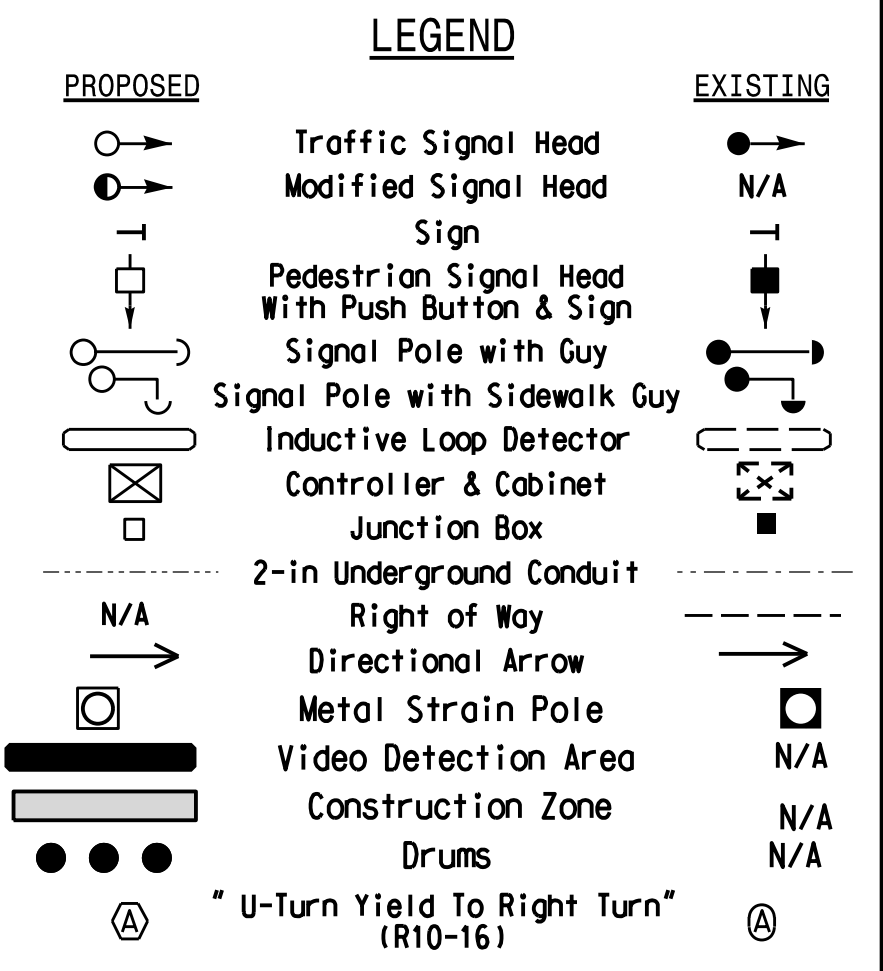 LEGEND
PROPOSED EXISTING
Traffic Signal Head
Modified Signal Head N/A
Sign
Pedestrian Signal Head
With Push Button & Sign
Signal Pole with Guy
Signal Pole with Sidewalk Guy
Inductive Loop Detector
Controller & Cabinet
Junction Box
2-in Underground Conduit
N/A Right of Way
Directional Arrow
Metal Strain Pole
Video Detection Area N/A
Construction Zone N/A
Drums N/A
" U-Turn Yield To Right Turn"
A (R10-16) A